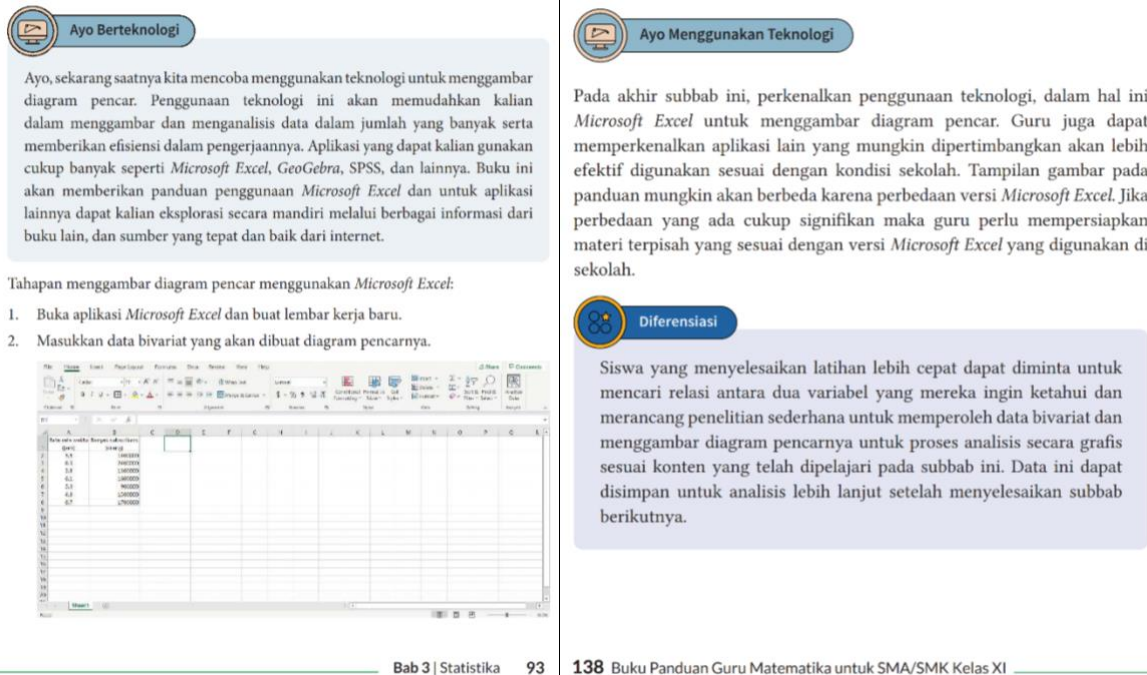 Ayo Berteknologi
Ayo, sekarang saatnya kita mencoba menggunakan teknologi untuk menggambar
diagram pencar. Penggunaan teknologi ini akan memudahkan kalian
dalam menggambar dan menganalisis data dalam jumlah yang banyak serta
memberikan efisiensi dalam pengerjaannya. Aplikasi yang dapat kalian gunakan
cukup banyak seperti Microsoft Excel, GeoGebra, SPSS, dan lainnya. Buku ini
akan memberikan panduan penggunaan Microsoft Excel dan untuk aplikasi
lainnya dapat kalian eksplorasi secara mandiri melalui berbagai informasi dari
buku lain, dan sumber yang tepat dan baik dari internet.
Tahapan menggambar diagram pencar menggunakan Microsoft Excel:
1. Buka aplikasi Microsoft Excel dan buat lembar kerja baru.
2. Masukkan data bivariat yang akan dibuat diagram pencarnya.
Sheet1
Bab 3 | Statistika 93
Ayo Menggunakan Teknologi
Pada akhir subbab ini, perkenalkan penggunaan teknologi, dalam hal ini
Microsoft Excel untuk menggambar diagram pencar. Guru juga dapat
memperkenalkan aplikasi lain yang mungkin dipertimbangkan akan lebih
efektif digunakan sesuai dengan kondisi sekolah. Tampilan gambar pada
panduan mungkin akan berbeda karena perbedaan versi Microsoft Excel. Jika
perbedaan yang ada cukup signifikan maka guru perlu mempersiapkan
materi terpisah yang sesuai dengan versi Microsoft Excel yang digunakan di
sekolah.
Diferensiasi
Siswa yang menyelesaikan latihan lebih cepat dapat diminta untuk
mencari relasi antara dua variabel yang mereka ingin ketahui dan
merancang penelitian sederhana untuk memperoleh data bivariat dan
menggambar diagram pencarnya untuk proses analisis secara grafis
sesuai konten yang telah dipelajari pada subbab ini. Data ini dapat
disimpan untuk analisis lebih lanjut setelah menyelesaikan subbab
berikutnya.
138 Buku Panduan Guru Matematika untuk SMA/SMK Kelas XI